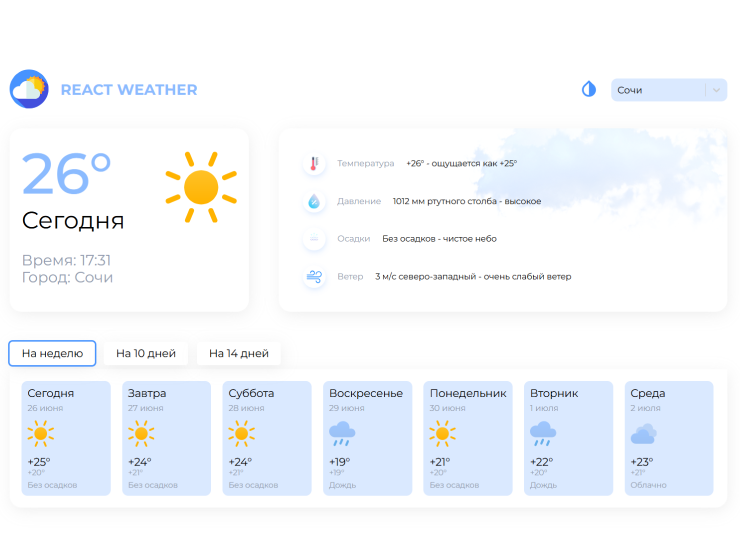 REACT WEATHER
Сочи
26°
Сегодня
Время: 17:31
Город: Сочи
Температура +26° - ощущается как +25°
Давление 1012 мм ртутного столба - высокое
Осадки Без осадков - чистое небо
Ветер 3 м/с северо-западный - очень слабый ветер
На неделю На 10 дней На 14 дней
Сегодня
26 июня
+25°
+20°
Без осадков
Завтра
27 июня
+24°
+21°
Без осадков
Суббота
28 июня
+24°
+21°
Без осадков
Воскресенье
29 июня
+19°
+19°
Дождь
Понедельник
30 июня
+21°
+20°
Без осадков
Вторник
1 июля
+22°
+20°
Дождь
Среда
2 июля
+23°
+21°
Облачно